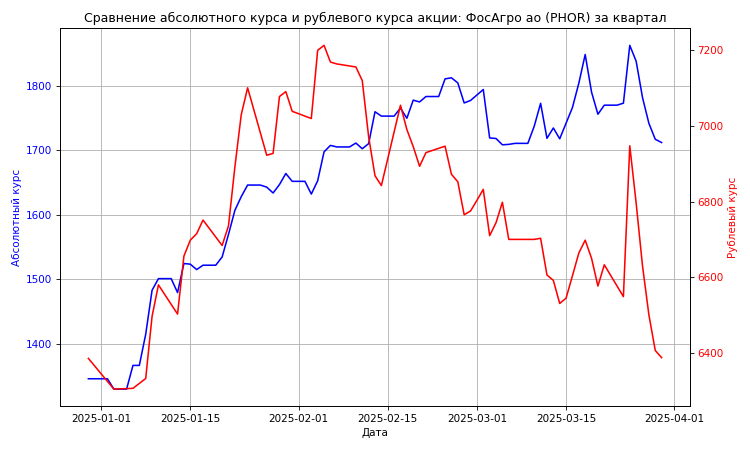 Сравнение абсолютного курса и рублевого курса акции: ФосАгро ао (PHOR) за квартал
Абсолютный курс
1800
1700
1600
1500
1400
7200
7000
6800
6600
6400
Рублевый курс
2025-01-01 2025-01-15 2025-02-01 2025-02-15 2025-03-01 2025-03-15 2025-04-01
Дата